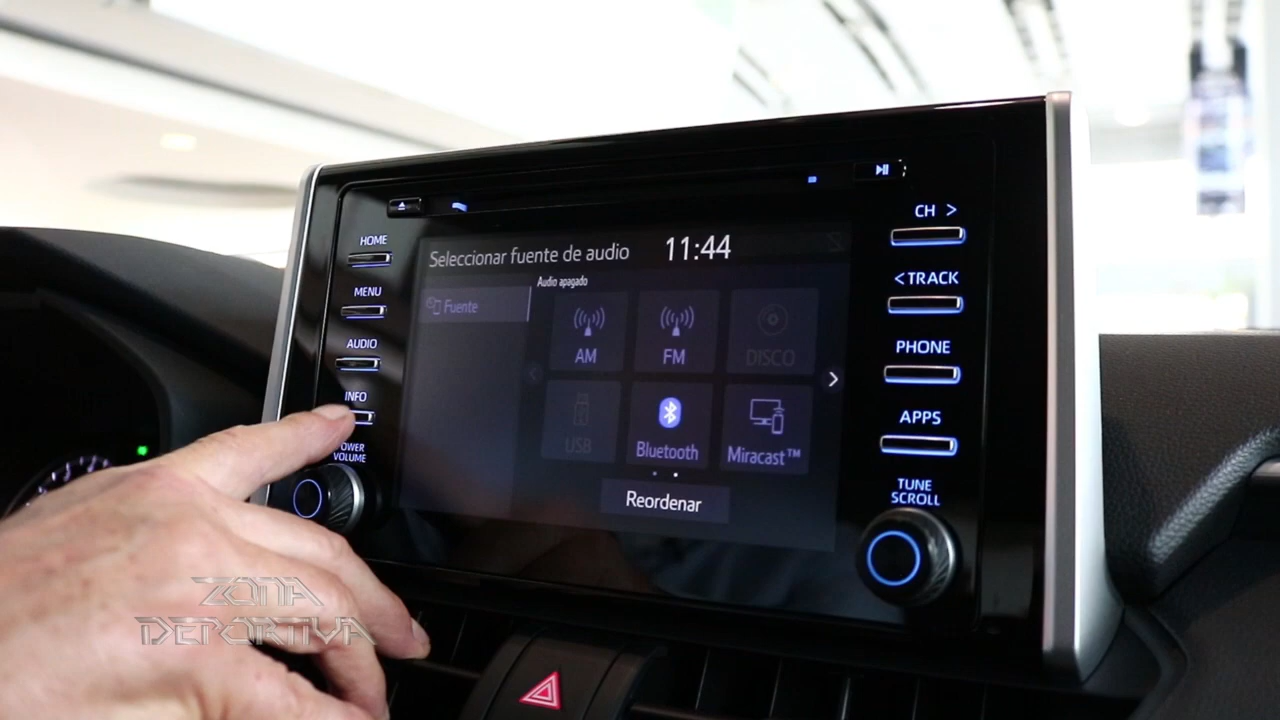 HOME
MENU
AUDIO
INFO
POWER
VOLUME
Seleccionar fuente de audio 11:44
Audio apagado
Fuente
AM
FM
DISCO
USB
Bluetooth
Miracast™
Reordenar
CH >
< TRACK
PHONE
APPS
TUNE
SCROLL
ZONA
DEPORTIVA